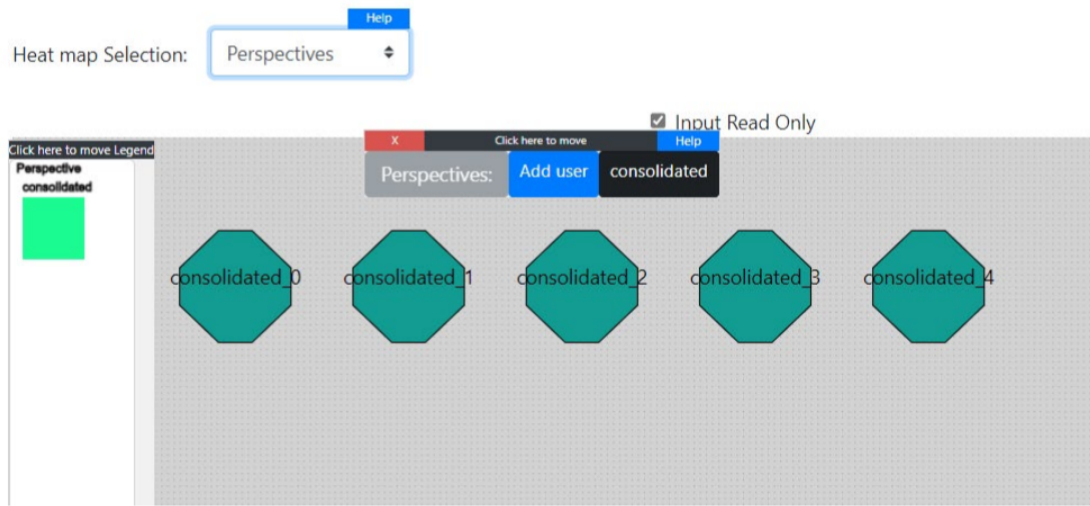 Help
Heat map Selection: Perspectives
Input Read Only
X Click here to move Help
Click here to move Legend
Perspectives: Add user consolidated
Perspective
consolidated
consolidated_0 consolidated_1 consolidated_2 consolidated_3 consolidated_4